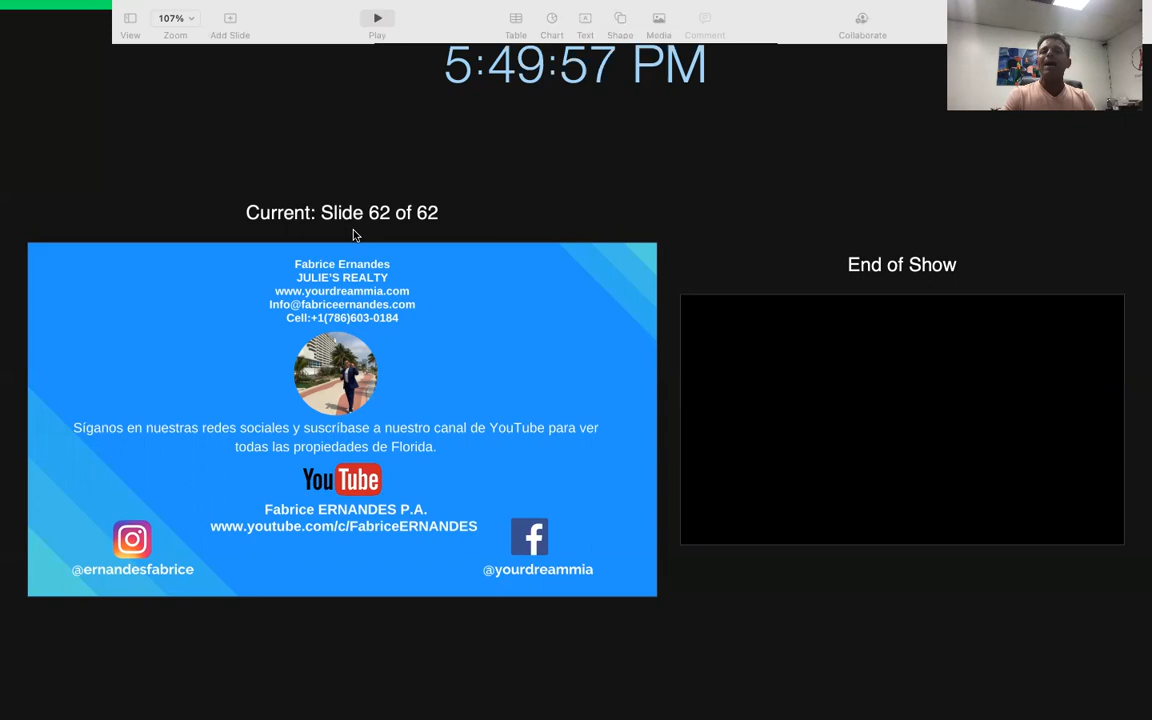 107%
View
Zoom
Add Slide
Play
Table
Chart
Text
Shape
Media
Comment
Collaborate
5:49:57 PM
Current: Slide 62 of 62
End of Show
Fabrice Ernandes
JULIE'S REALTY
www.yourdreammia.com
Info@fabriceernandes.com
Cell:+1(786)603-0184
Síganos en nuestras redes sociales y suscríbase a nuestro canal de YouTube para ver
todas las propiedades de Florida.
YouTube
Fabrice ERNANDES P.A.
www.youtube.com/c/FabriceERNANDES
@ernandesfabrice
@yourdreammia